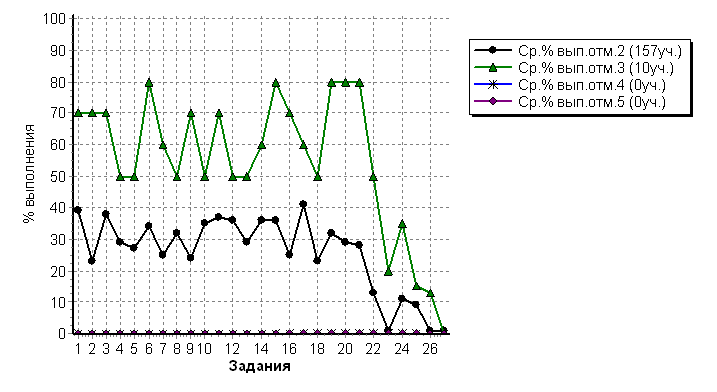 100
90
80
70
60
50
40
30
20
10
0
% выполнения
1 2 3 4 5 6 7 8 9 10 12 14 16 18 20 22 24 26
Задания
Ср.% вып.отм.2 (157уч.)
Ср.% вып.отм.3 (10уч.)
Ср.% вып.отм.4 (0уч.)
Ср.% вып.отм.5 (0уч.)